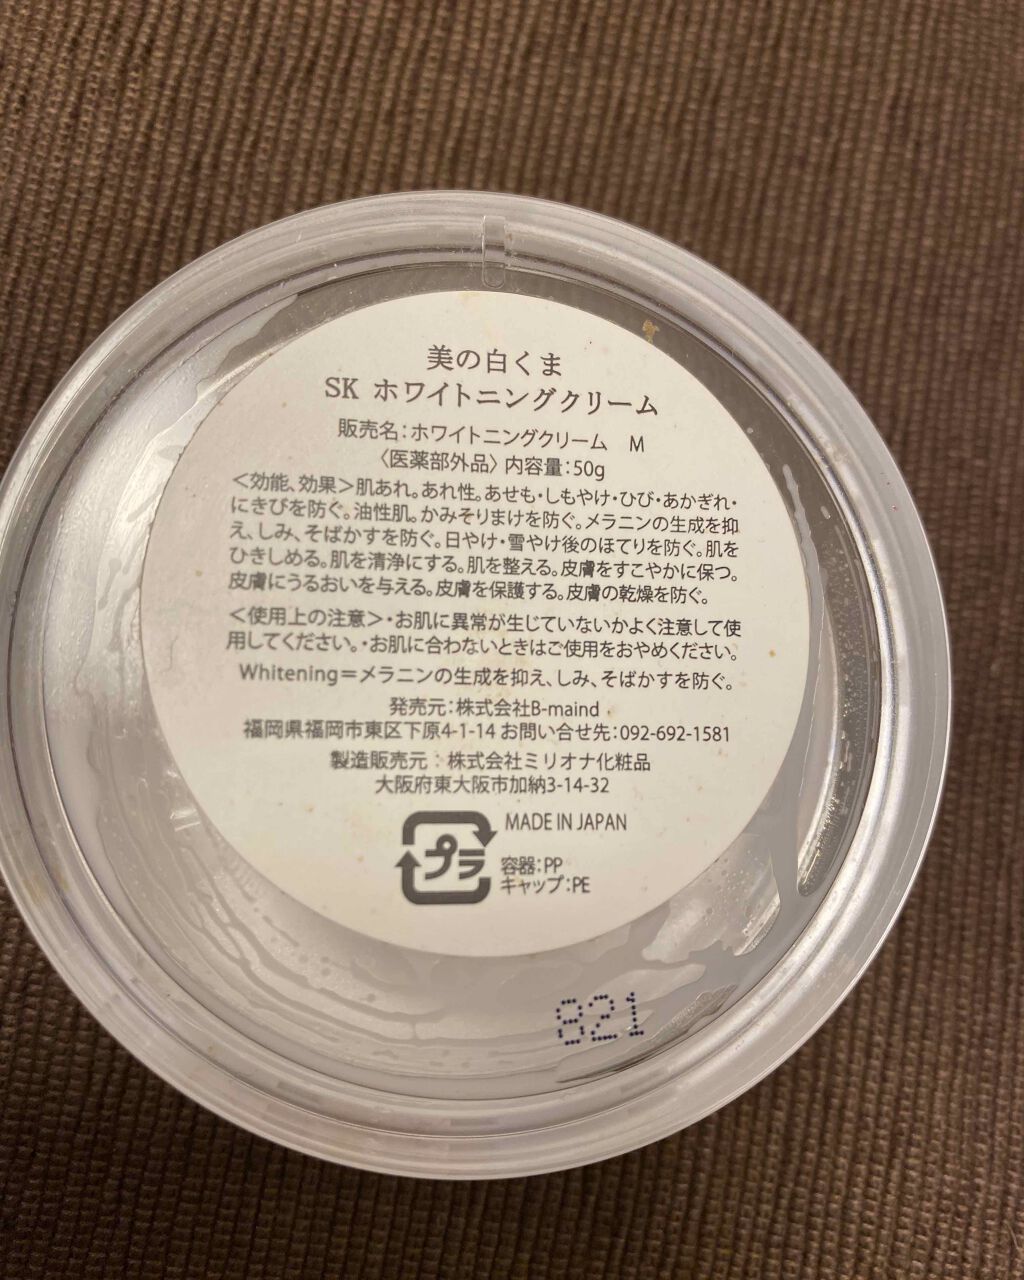 美の白くま
SK ホワイトニングクリーム
販売名：ホワイトニングクリーム M
〈医薬部外品〉内容量：50g
＜効能、効果＞肌あれ。あれ性。あせも・しもやけ・ひび・あかぎれ・
にきびを防ぐ。油性肌。かみそりまけを防ぐ。メラニンの生成を抑
え、しみ、そばかすを防ぐ。日やけ・雪やけ後のほてりを防ぐ。肌を
ひきしめる。肌を清浄にする。肌を整える。皮膚をすこやかに保つ。
皮膚にうるおいを与える。皮膚を保護する。皮膚の乾燥を防ぐ。
＜使用上の注意＞・お肌に異常が生じていないかよく注意して使
用してください。・お肌に合わないときはご使用をおやめください。
Whitening＝メラニンの生成を抑え、しみ、そばかすを防ぐ。
発売元：株式会社B-maind
福岡県福岡市東区下原4-1-14 お問い合せ先：092-692-1581
製造販売元：株式会社ミリオナ化粧品
大阪府東大阪市加納3-14-32
プラ
MADE IN JAPAN
容器：PP
キャップ：PE
821